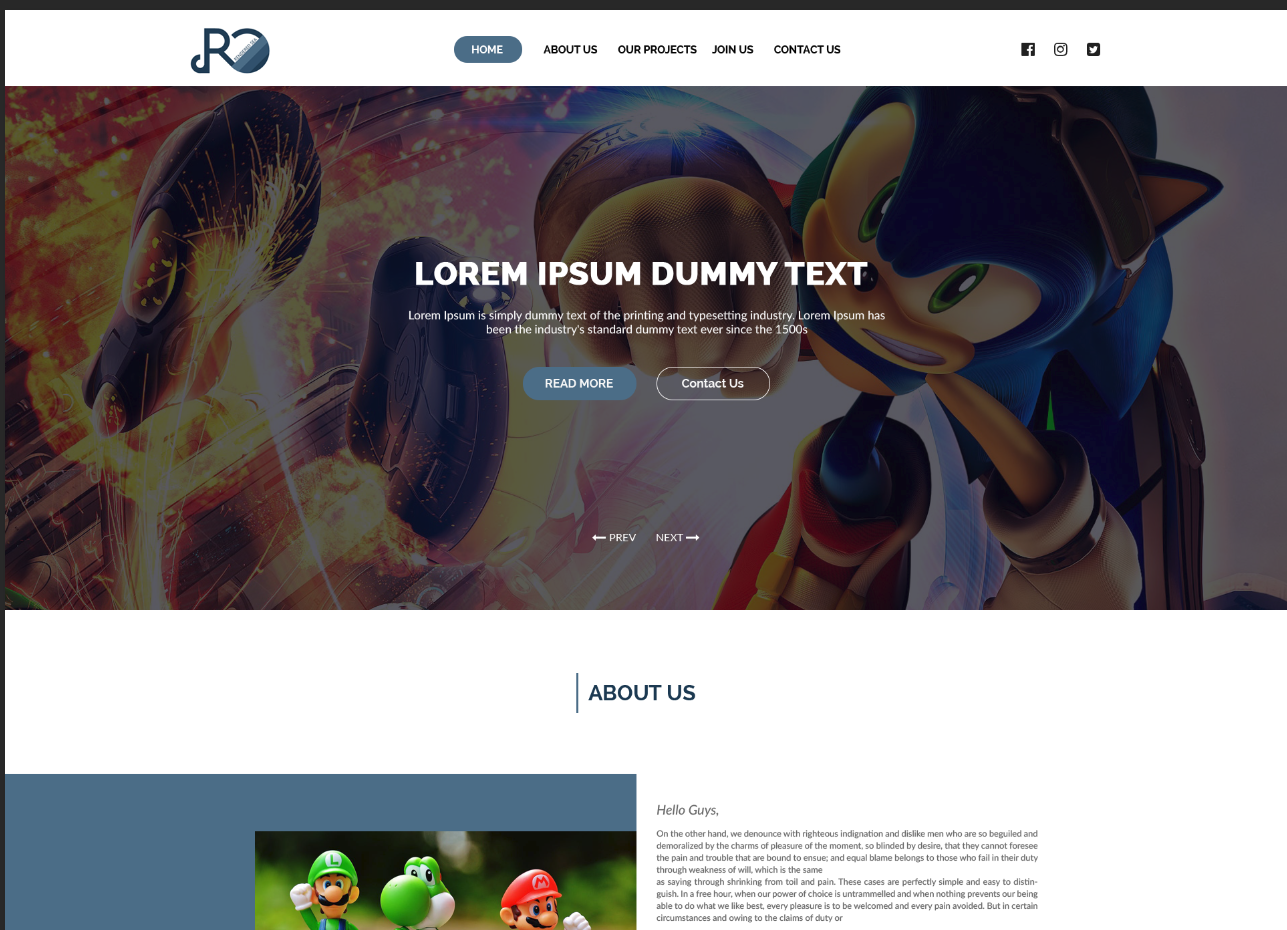 RO
HOME ABOUT US OUR PROJECTS JOIN US CONTACT US
LOREM IPSUM DUMMY TEXT
Lorem Ipsum is simply dummy text of the printing and typesetting industry. Lorem Ipsum has
been the industry's standard dummy text ever since the 1500s
READ MORE Contact Us
PREV NEXT
ABOUT US
Hello Guys,
On the other hand, we denounce with righteous indignation and dislike men who are so beguiled and
demoralized by the charms of pleasure of the moment, so blinded by desire, that they cannot foresee
the pain and trouble that are bound to ensue; and equal blame belongs to those who fail in their duty
through weakness of will, which is the same
as saying through shrinking from toil and pain. These cases are perfectly simple and easy to distin-
guish. In a free hour, when our power of choice is untrammelled and when nothing prevents our being
able to do what we like best, every pleasure is to be welcomed and every pain avoided. But in certain
circumstances and owing to the claims of duty or
L
M